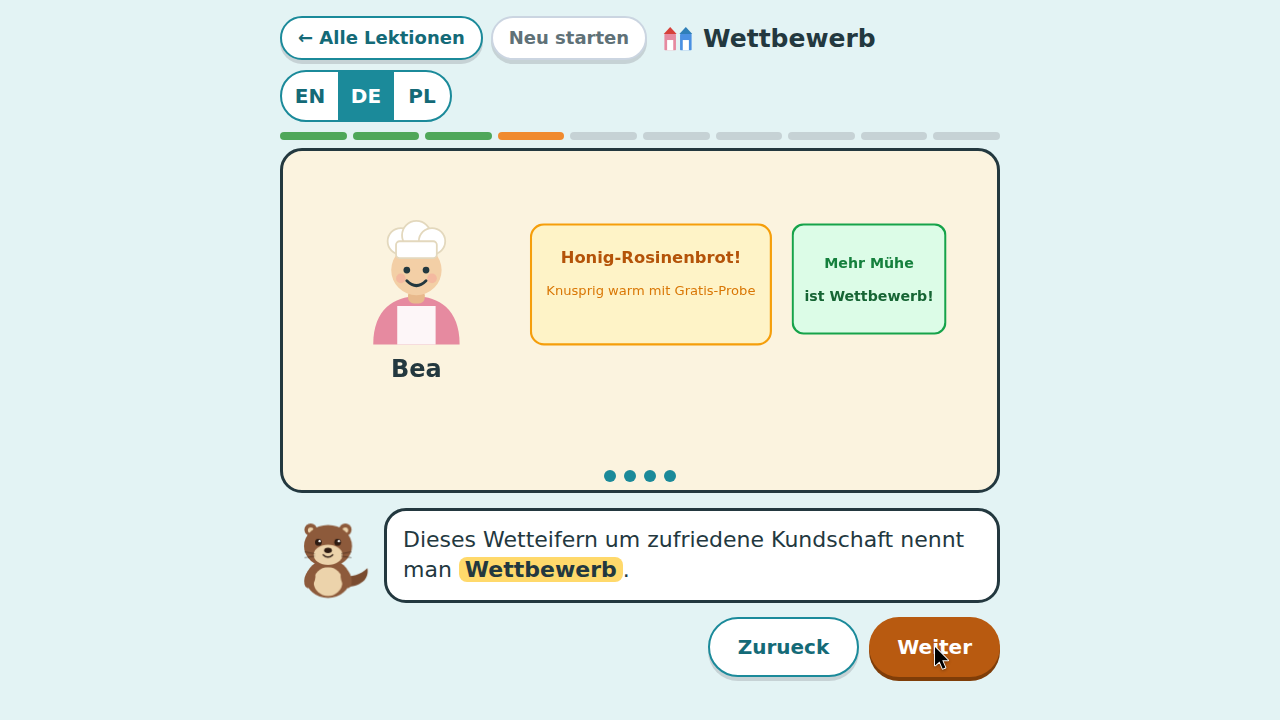 ← Alle Lektionen
Neu starten
Wettbewerb
EN DE PL
Honig-Rosinenbrot!
Knusprig warm mit Gratis-Probe
Mehr Mühe
ist Wettbewerb!
Bea
Dieses Wetteifern um zufriedene Kundschaft nennt
man Wettbewerb.
Zurueck
Weiter